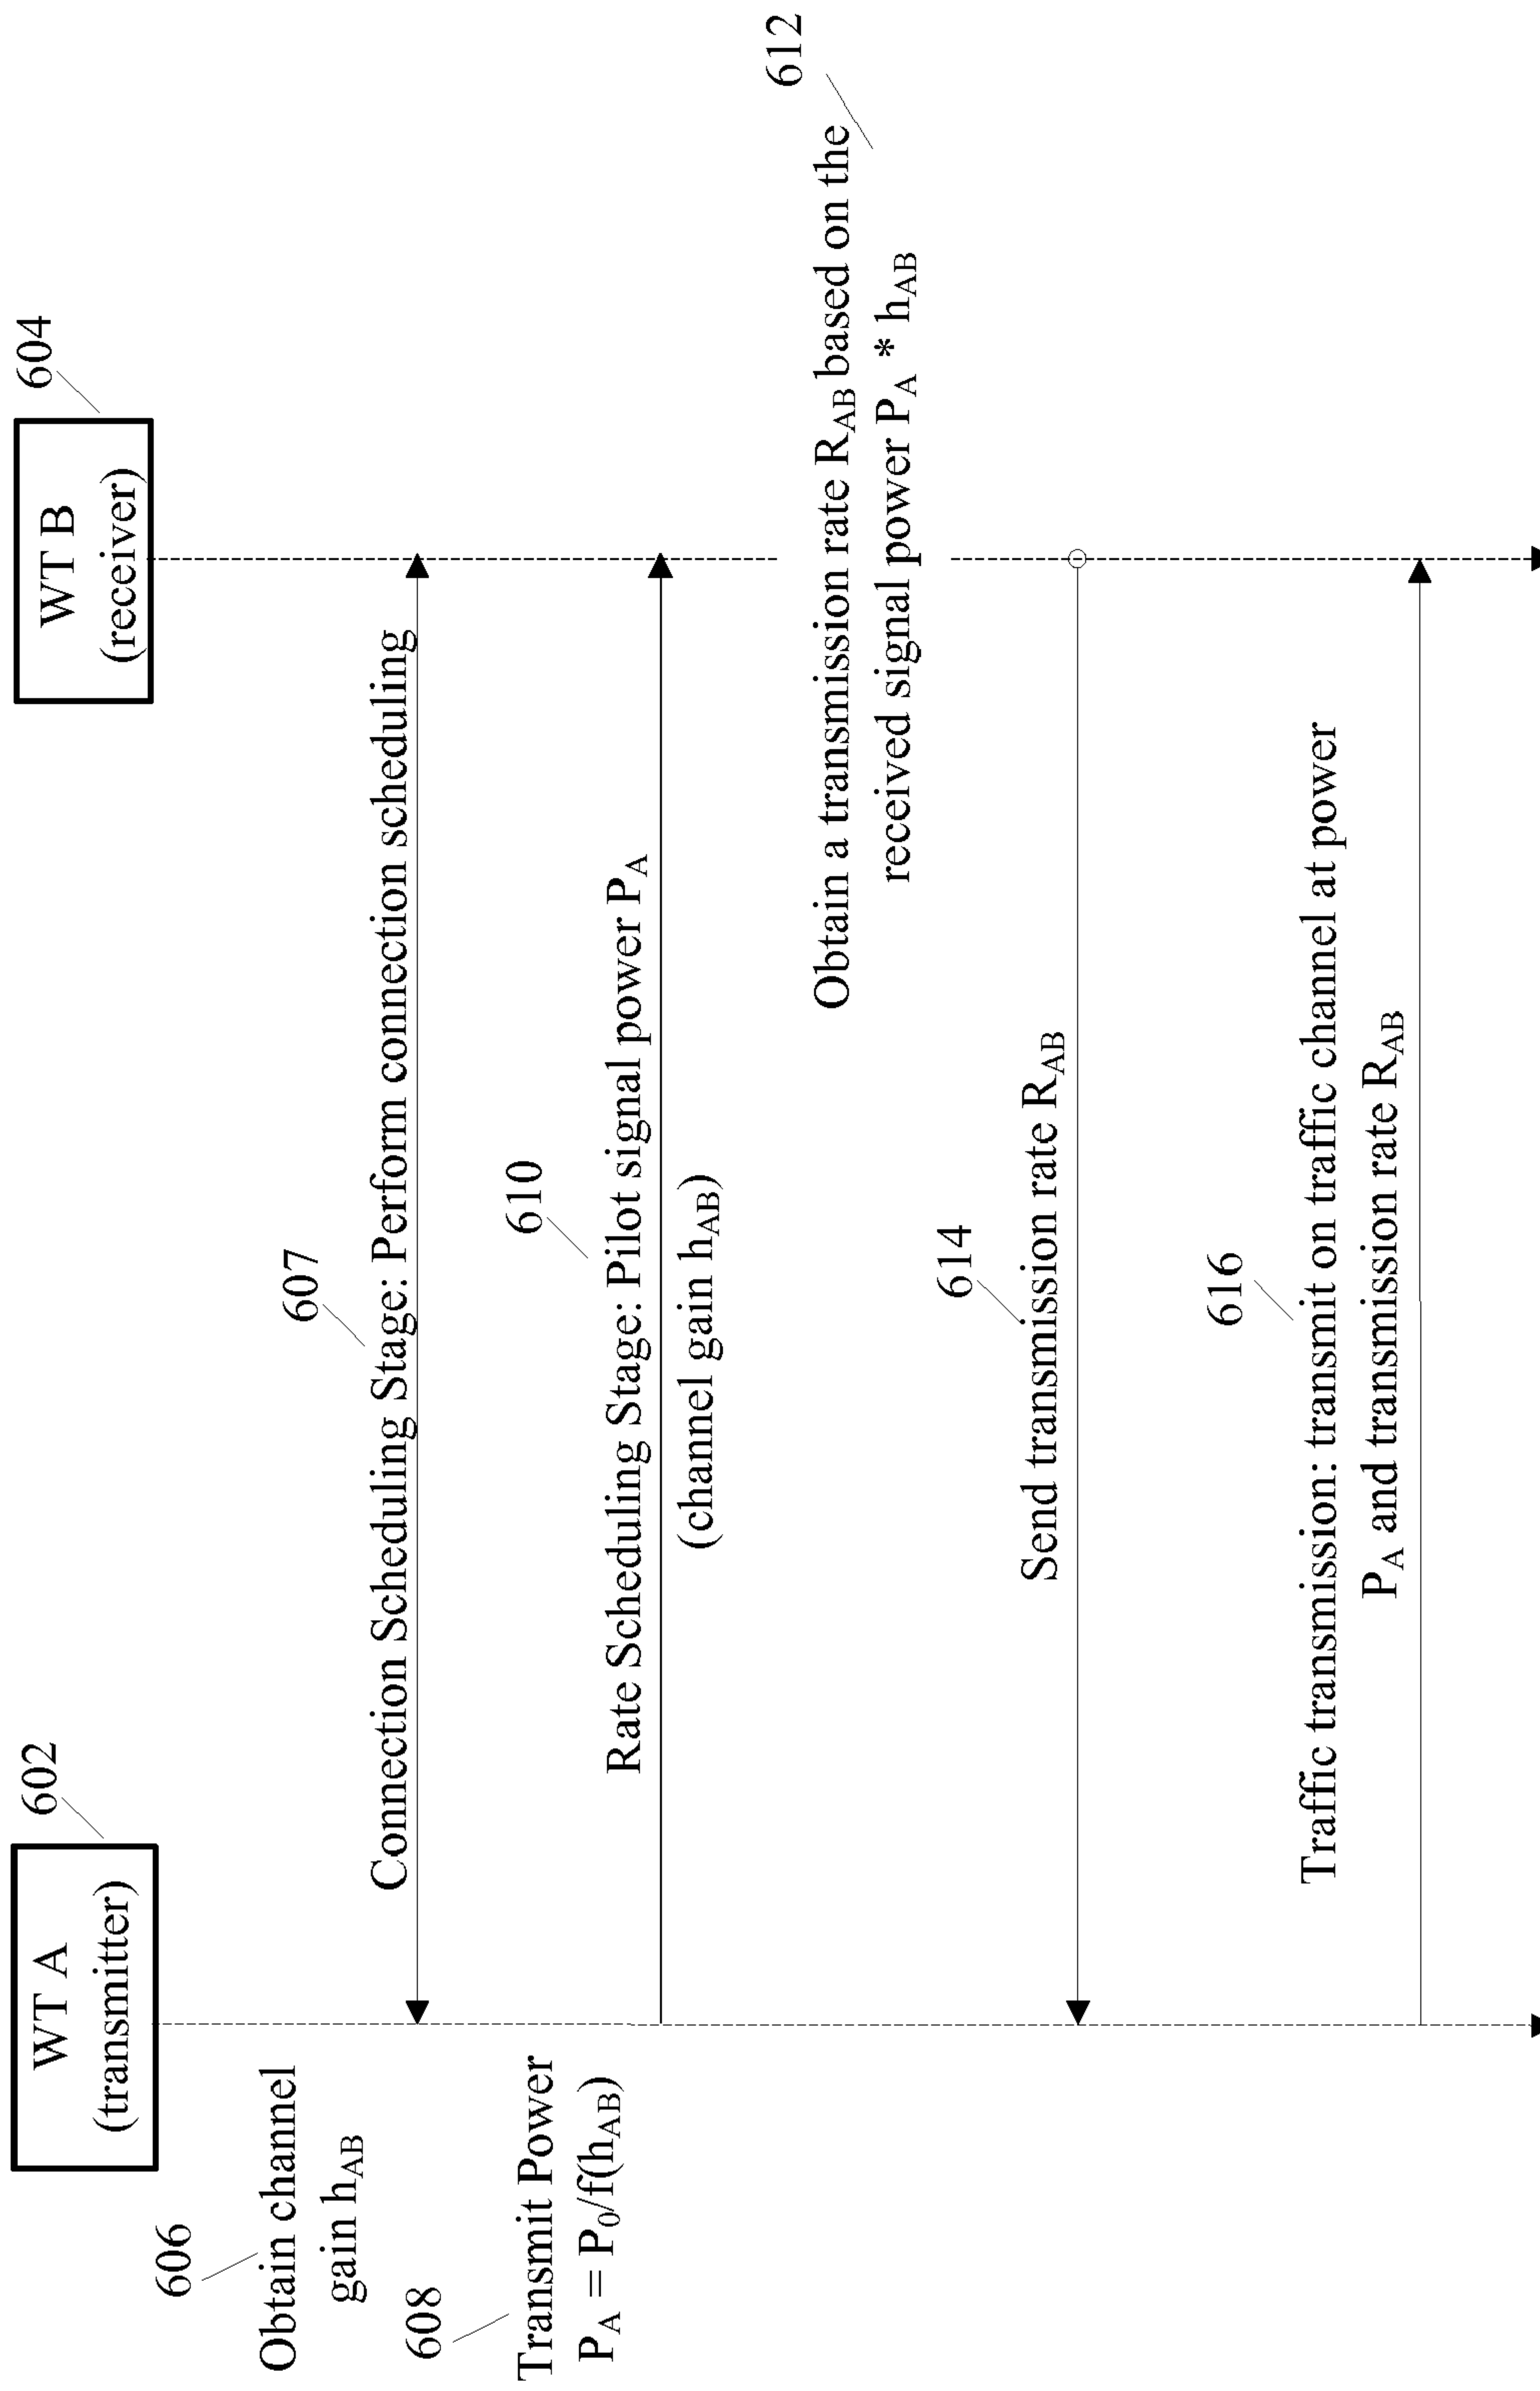 602
WT A
(transmitter)
604
WT B
(receiver)
606
Obtain channel
gain hAB
607
Connection Scheduling Stage: Perform connection scheduling
608
Transmit Power
PA = P0/f(hAB)
610
Rate Scheduling Stage: Pilot signal power PA
(channel gain hAB)
612
Obtain a transmission rate RAB based on the
received signal power PA * hAB
614
Send transmission rate RAB
616
Traffic transmission: transmit on traffic channel at power
PA and transmission rate RAB